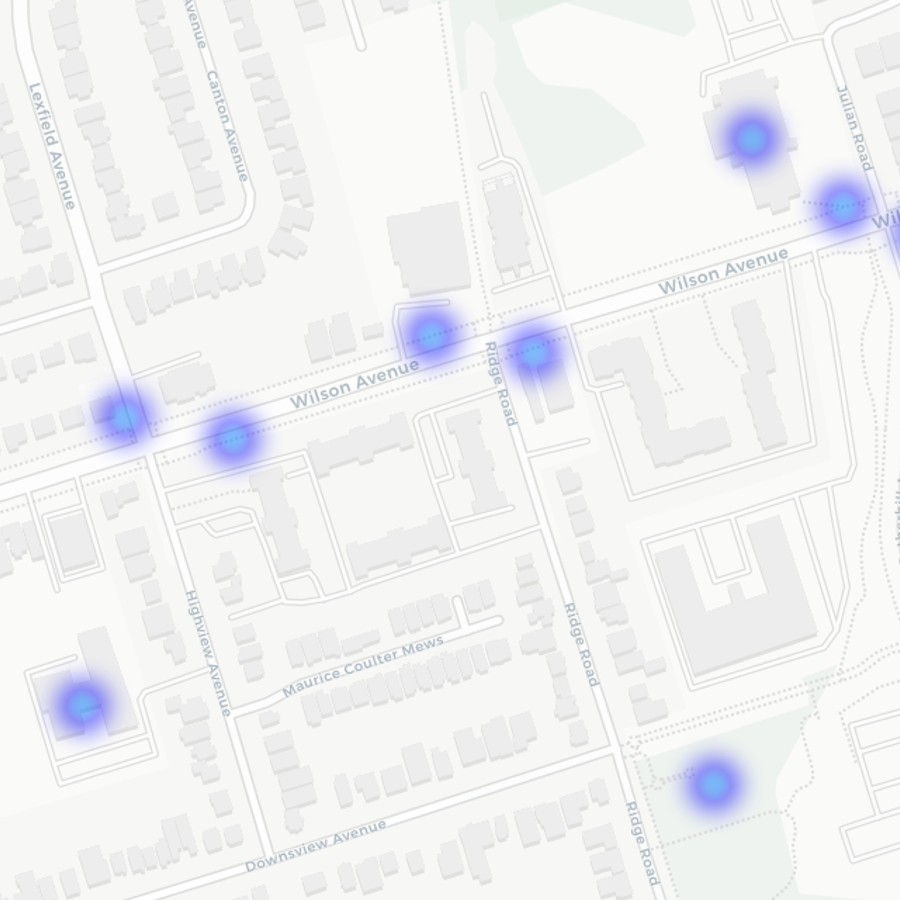 Avenue
Canton Avenue
Lexfield Avenue
Julian Road
Wilson Avenue
Wilson Avenue
Ridge Road
Highview Avenue
Ridge Road
Maurice Coulter Mews
Downsview Avenue
Ridge Road